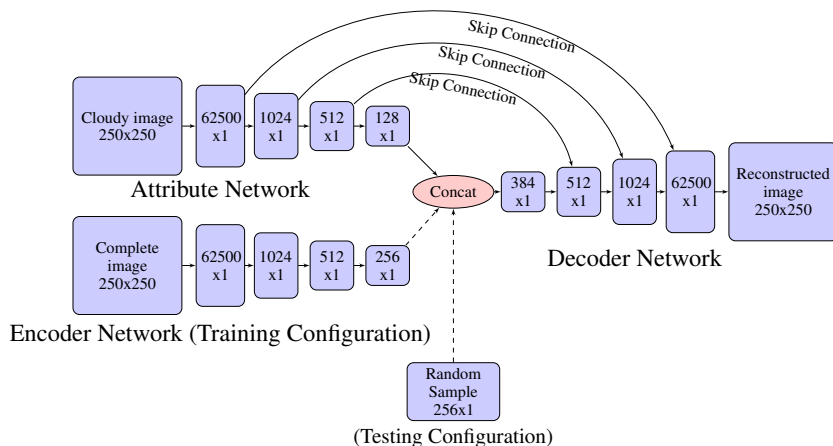 Skip Connection
Skip Connection
Skip Connection
Cloudy image
250x250
62500
x1
1024
x1
512
x1
128
x1
Attribute Network
Concat
384
x1
512
x1
1024
x1
62500
x1
Reconstructed
image
250x250
Decoder Network
Complete
image
250x250
62500
x1
1024
x1
512
x1
256
x1
Encoder Network (Training Configuration)
Random
Sample
256x1
(Testing Configuration)